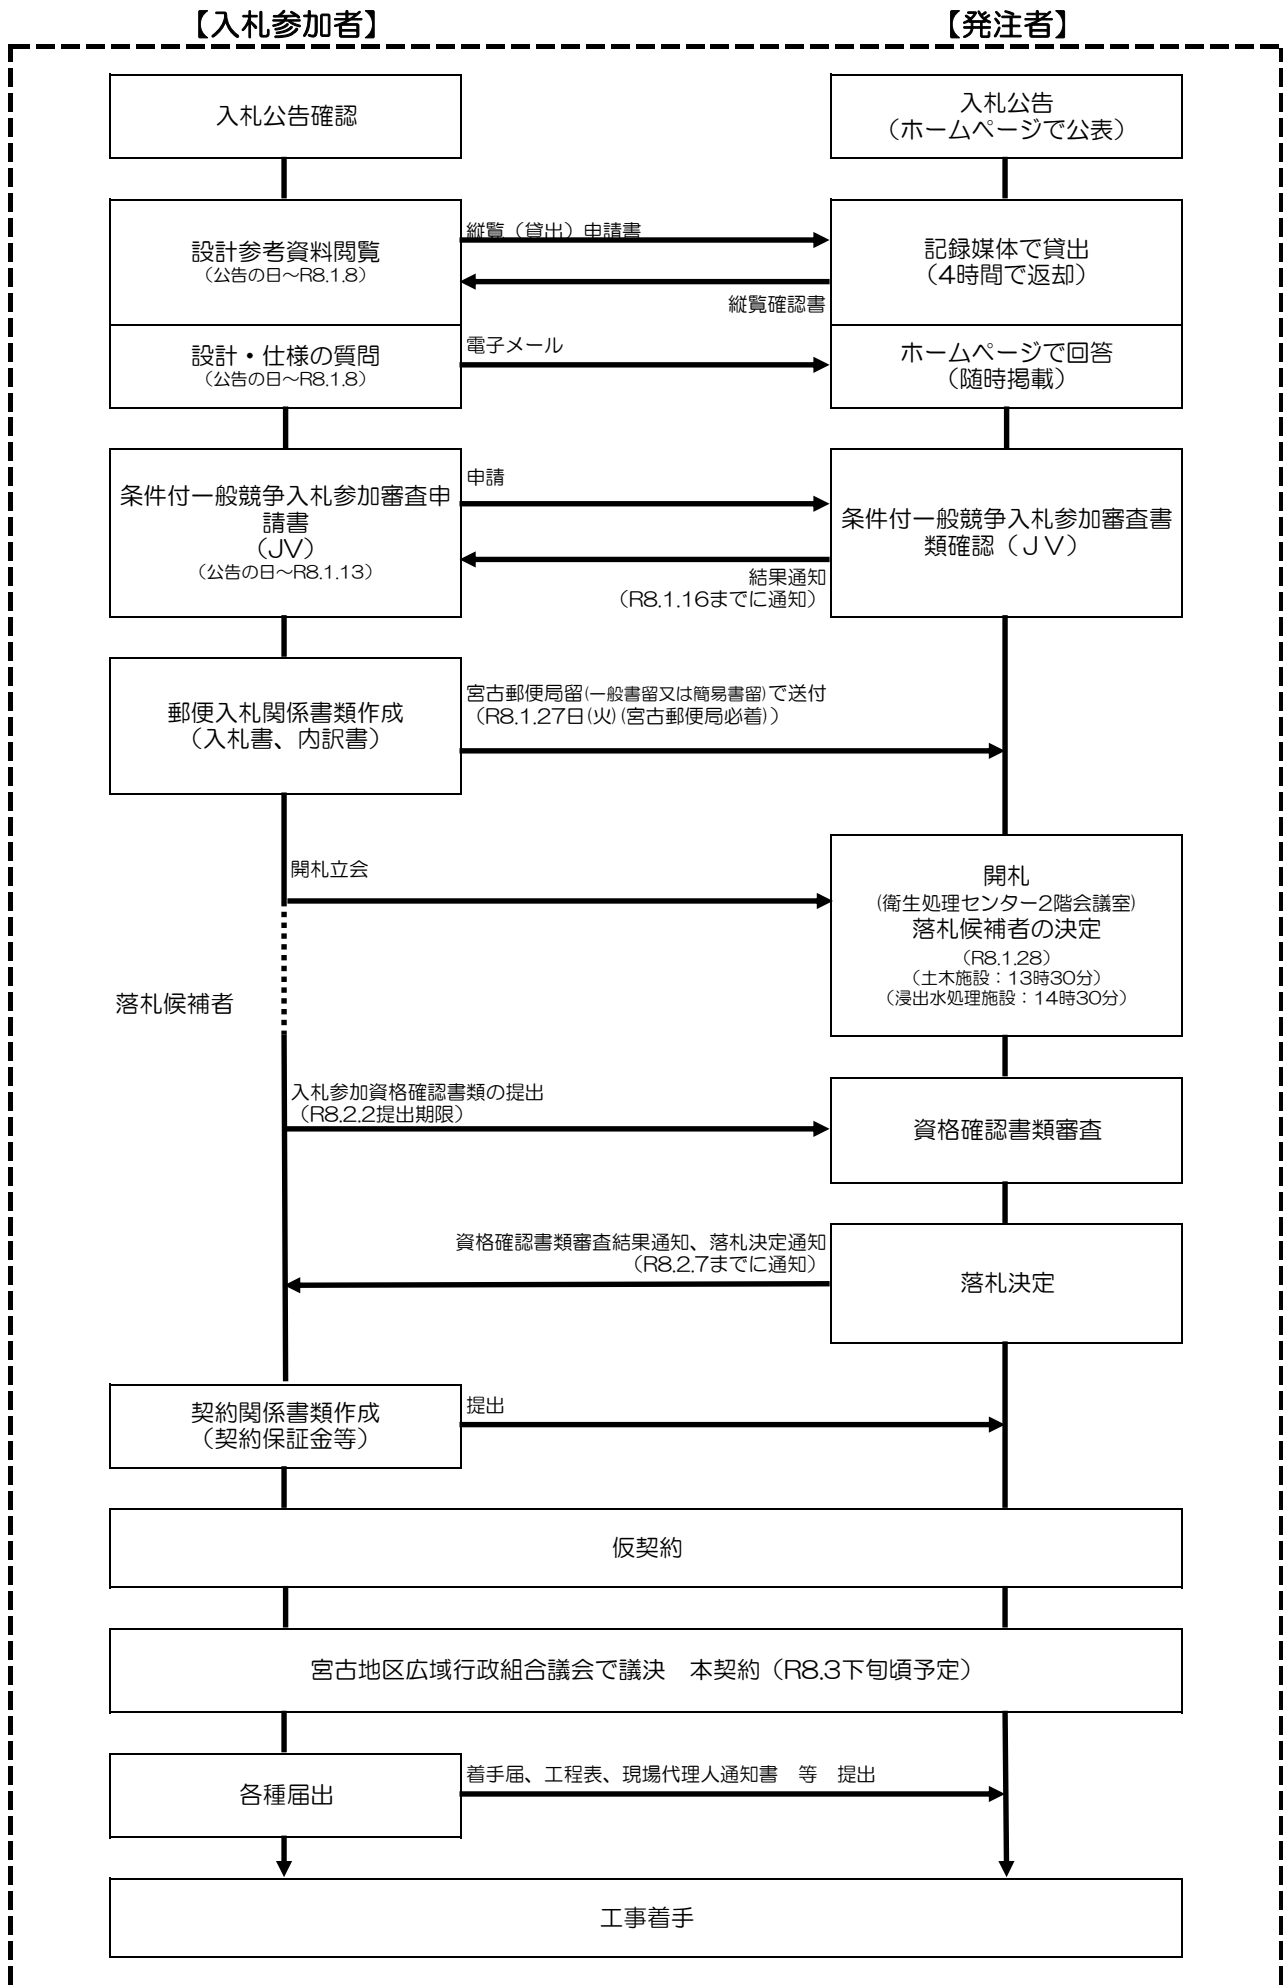 【入札参加者】
【発注者】
入札公告確認
入札公告
（ホームページで公表）
設計参考資料閲覧
（公告の日～R8.1.8）
縦覧（貸出）申請書
縦覧確認書
記録媒体で貸出
（4時間で返却）
設計・仕様の質問
（公告の日～R8.1.8）
電子メール
ホームページで回答
（随時掲載）
条件付一般競争入札参加審査申
請書
（JV）
（公告の日～R8.1.13）
申請
結果通知
（R8.1.16までに通知）
条件付一般競争入札参加審査書
類確認（ＪＶ）
郵便入札関係書類作成
（入札書、内訳書）
宮古郵便局留(一般書留又は簡易書留)で送付
（R8.1.27日(火)(宮古郵便局必着)）
開札立会
開札
(衛生処理センター2階会議室)
落札候補者の決定
（R8.1.28）
（土木施設：13時30分）
（浸出水処理施設：14時30分）
落札候補者
入札参加資格確認書類の提出
（R8.2.2提出期限）
資格確認書類審査
資格確認書類審査結果通知、落札決定通知
（R8.2.7までに通知）
落札決定
契約関係書類作成
（契約保証金等）
提出
仮契約
宮古地区広域行政組合議会で議決　本契約（R8.3下旬頃予定）
各種届出
着手届、工程表、現場代理人通知書　等　提出
工事着手